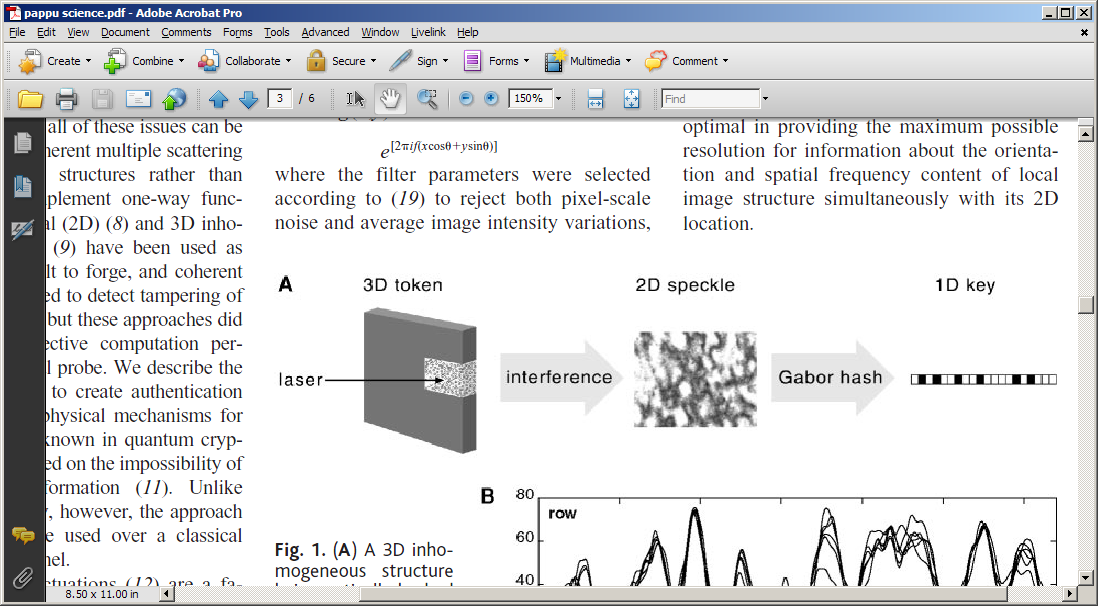 pappu science.pdf - Adobe Acrobat Pro
File Edit View Document Comments Forms Tools Advanced Window Livelink Help
Create Combine Collaborate Secure Sign Forms Multimedia Comment
3 / 6 150% Find
all of these issues can be
herent multiple scattering
structures rather than
plement one-way func-
al (2D) (8) and 3D inho-
(9) have been used as
lt to forge, and coherent
ed to detect tampering of
but these approaches did
ective computation per-
l probe. We describe the
to create authentication
physical mechanisms for
known in quantum cryp-
ed on the impossibility of
formation (11). Unlike
, however, the approach
e used over a classical
nel.
ctuations (12) are a fa-
e[2πif(xcosθ+ysinθ)]
where the filter parameters were selected
according to (19) to reject both pixel-scale
noise and average image intensity variations,
optimal in providing the maximum possible
resolution for information about the orienta-
tion and spatial frequency content of local
image structure simultaneously with its 2D
location.
A 3D token 2D speckle 1D key
laser interference Gabor hash
B 80
row
60
40
Fig. 1. (A) A 3D inho-
mogeneous structure
8.50 x 11.00 in